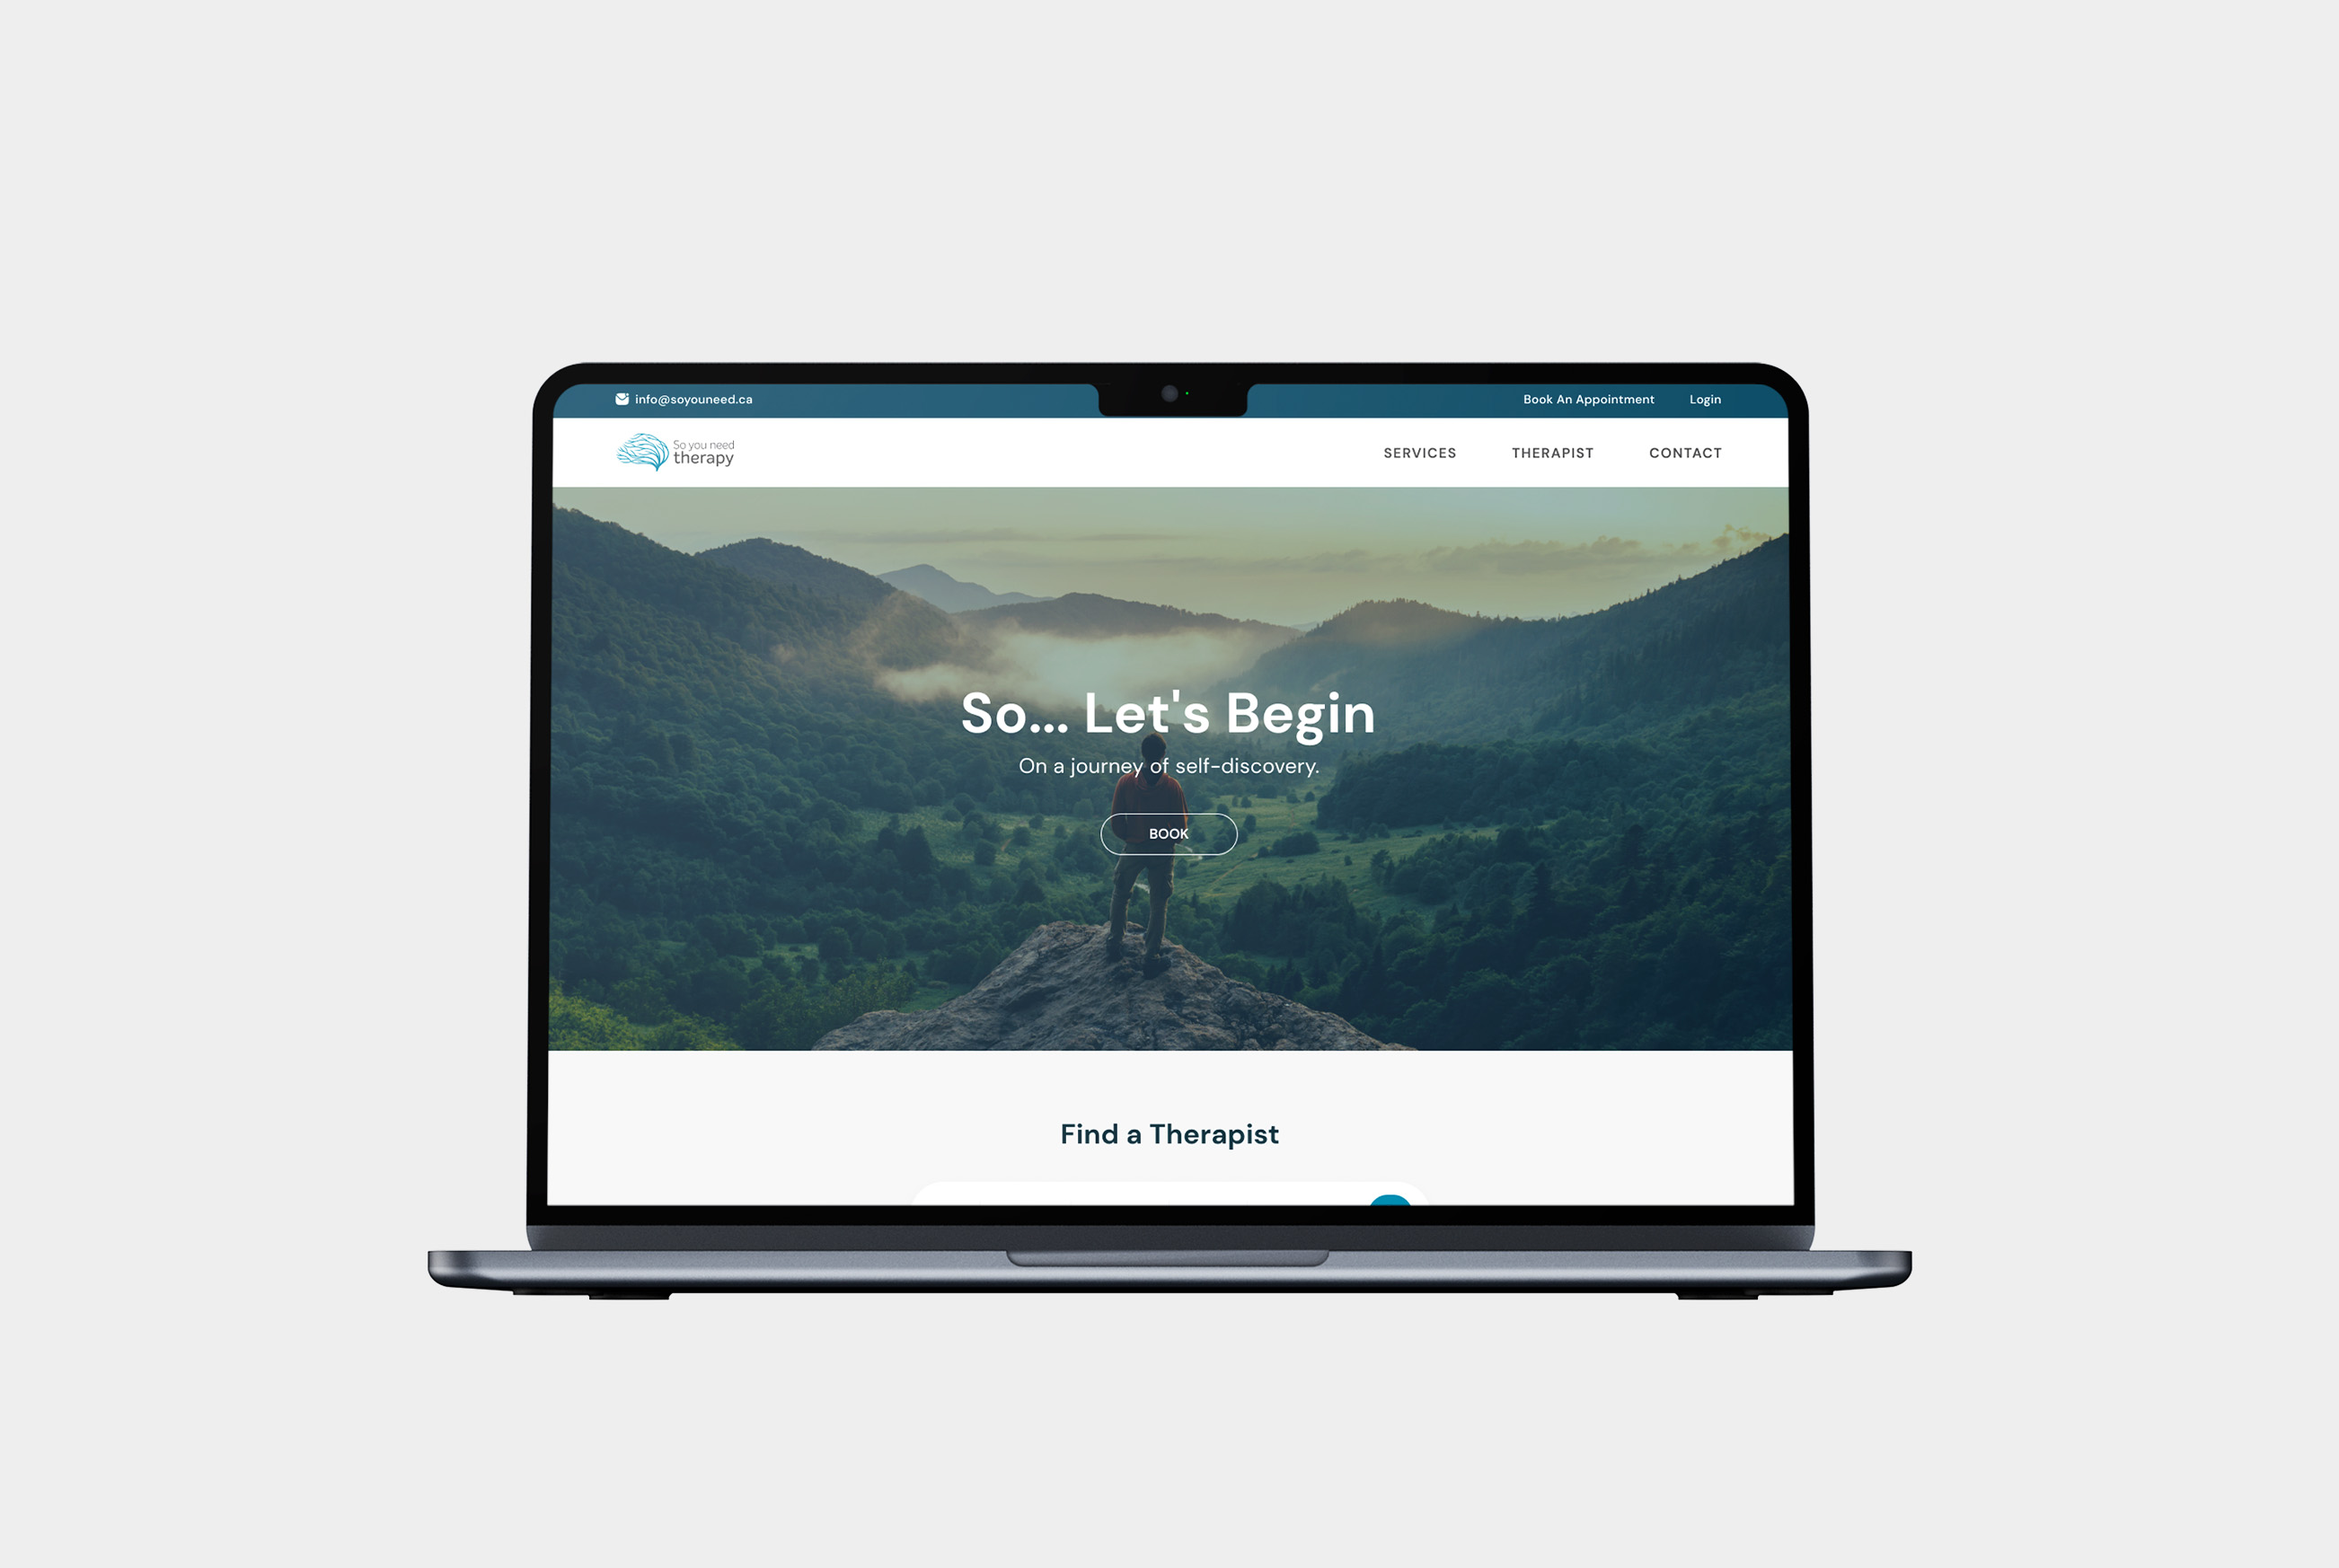 info@soyouneed.ca
Book An Appointment
Login
So you need
therapy
SERVICES
THERAPIST
CONTACT
So... Let's Begin
On a journey of self-discovery.
BOOK
Find a Therapist